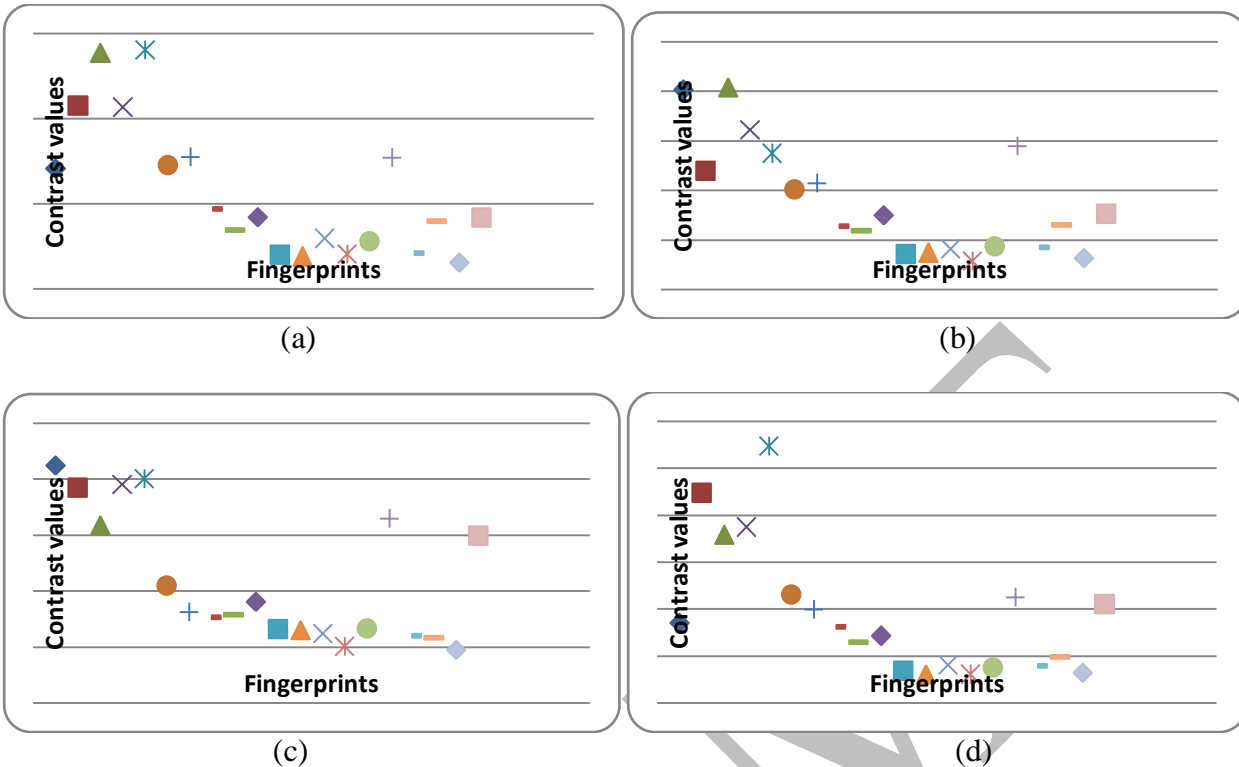 Contrast values
Fingerprints
(a)
Contrast values
Fingerprints
(b)
Contrast values
Fingerprints
(c)
Contrast values
Fingerprints
(d)